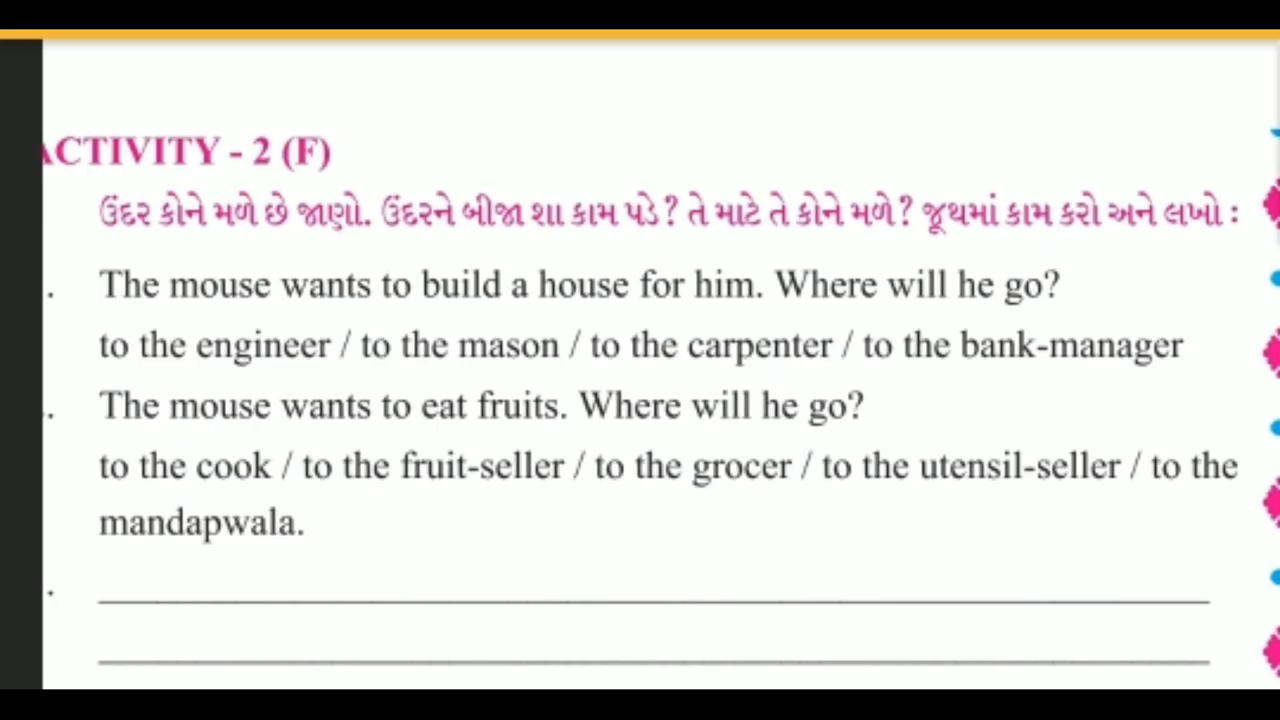 ACTIVITY - 2 (F)
ઉંદર કોને મળે છે જાણો. ઉંદરને બીજા શા કામ પડે? તે માટે તે કોને મળે? જૂથમાં કામ કરો અને લખો :
. The mouse wants to build a house for him. Where will he go?
to the engineer / to the mason / to the carpenter / to the bank-manager
. The mouse wants to eat fruits. Where will he go?
to the cook / to the fruit-seller / to the grocer / to the utensil-seller / to the
mandapwala.
.